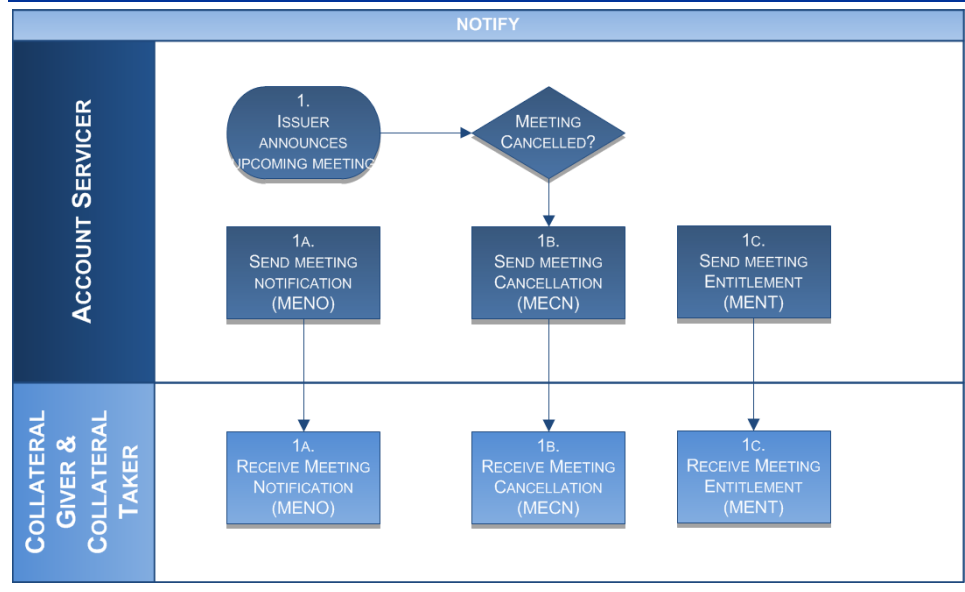 NOTIFY
ACCOUNT SERVICER
1.
ISSUER
ANNOUNCES
UPCOMING MEETING
MEETING
CANCELLED?
1A.
SEND MEETING
NOTIFICATION
(MENO)
1B.
SEND MEETING
CANCELLATION
(MECN)
1C.
SEND MEETING
ENTITLEMENT
(MENT)
COLLATERAL
GIVER &
COLLATERAL
TAKER
1A.
RECEIVE MEETING
NOTIFICATION
(MENO)
1B.
RECEIVE MEETING
CANCELLATION
(MECN)
1C.
RECEIVE MEETING
ENTITLEMENT
(MENT)